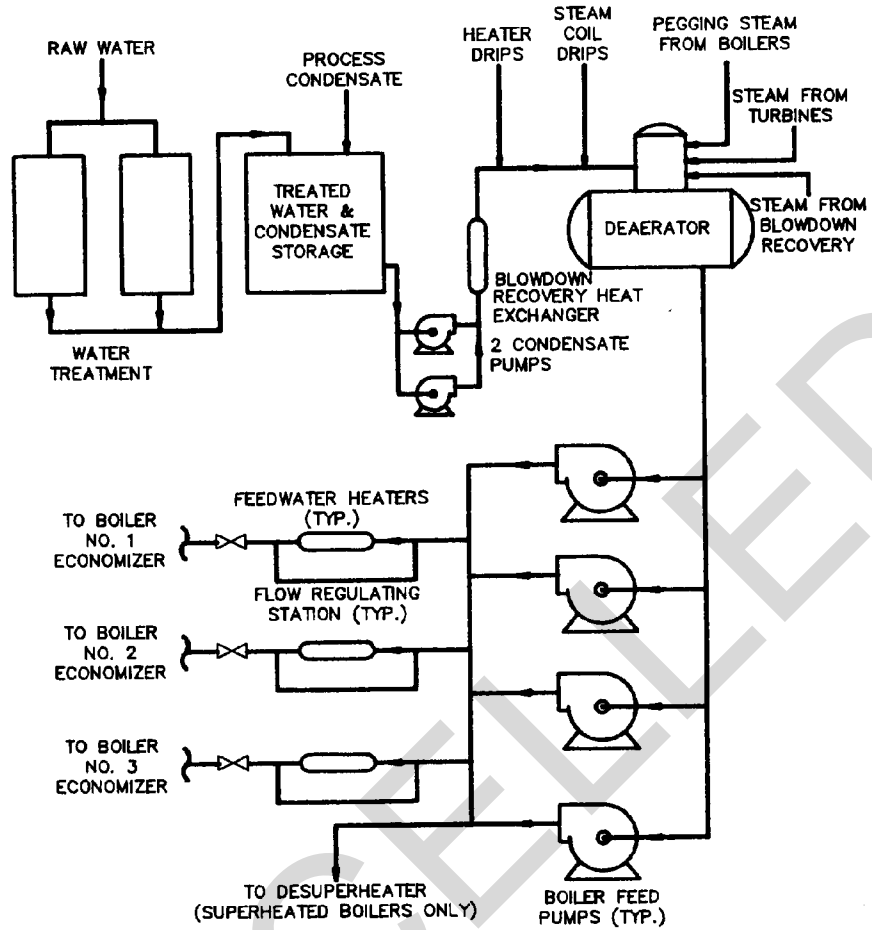 RAW WATER
PROCESS
CONDENSATE
HEATER
DRIPS
STEAM
COIL
DRIPS
PEGGING STEAM
FROM BOILERS
STEAM FROM
TURBINES
TREATED
WATER &
CONDENSATE
STORAGE
DEAERATOR
STEAM FROM
BLOWDOWN
RECOVERY
BLOWDOWN
RECOVERY HEAT
EXCHANGER
2 CONDENSATE
PUMPS
WATER
TREATMENT
FEEDWATER HEATERS
(TYP.)
TO BOILER
NO. 1
ECONOMIZER
FLOW REGULATING
STATION (TYP.)
TO BOILER
NO. 2
ECONOMIZER
TO BOILER
NO. 3
ECONOMIZER
TO DESUPERHEATER
(SUPERHEATED BOILERS ONLY)
BOILER FEED
PUMPS (TYP.)
CELLED